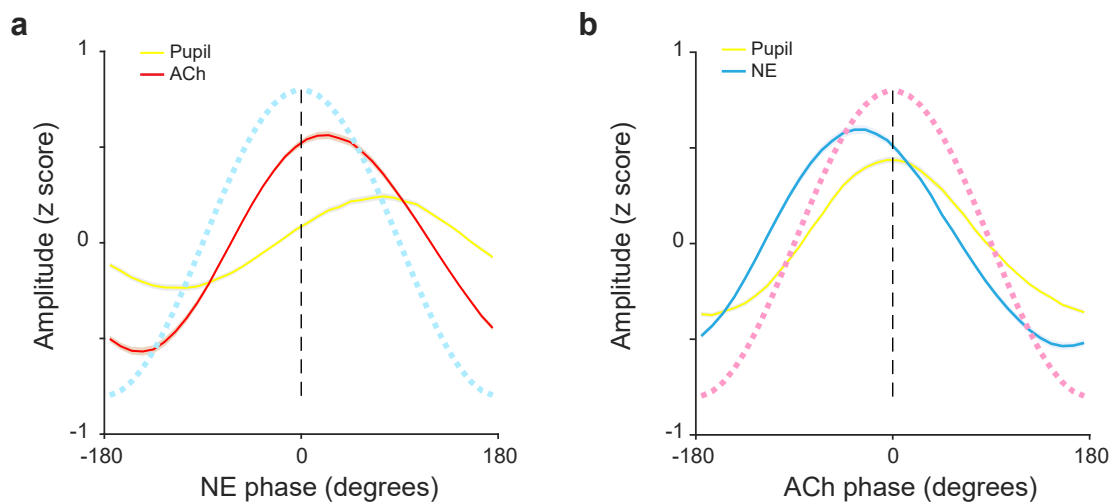 a
Pupil
ACh
Amplitude (z score)
1
0
-1
-180
0
180
NE phase (degrees)
b
Pupil
NE
Amplitude (z score)
1
0
-1
-180
0
180
ACh phase (degrees)